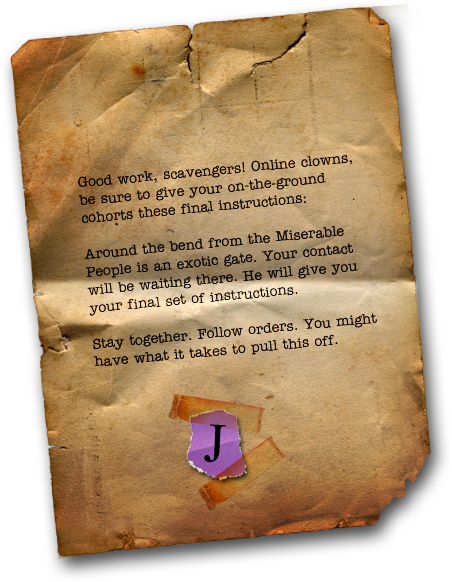 Good work, scavengers! Online clowns,
be sure to give your on-the-ground
cohorts these final instructions:
Around the bend from the Miserable
People is an exotic gate. Your contact
will be waiting there. He will give you
your final set of instructions.
Stay together. Follow orders. You might
have what it takes to pull this off.
J